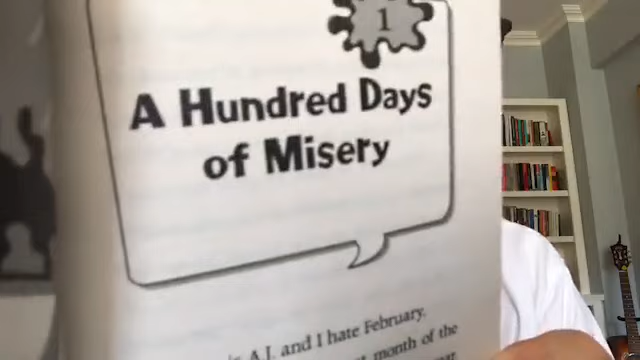 1
A Hundred Days
of Misery
A.J. and I hate February.
month of the